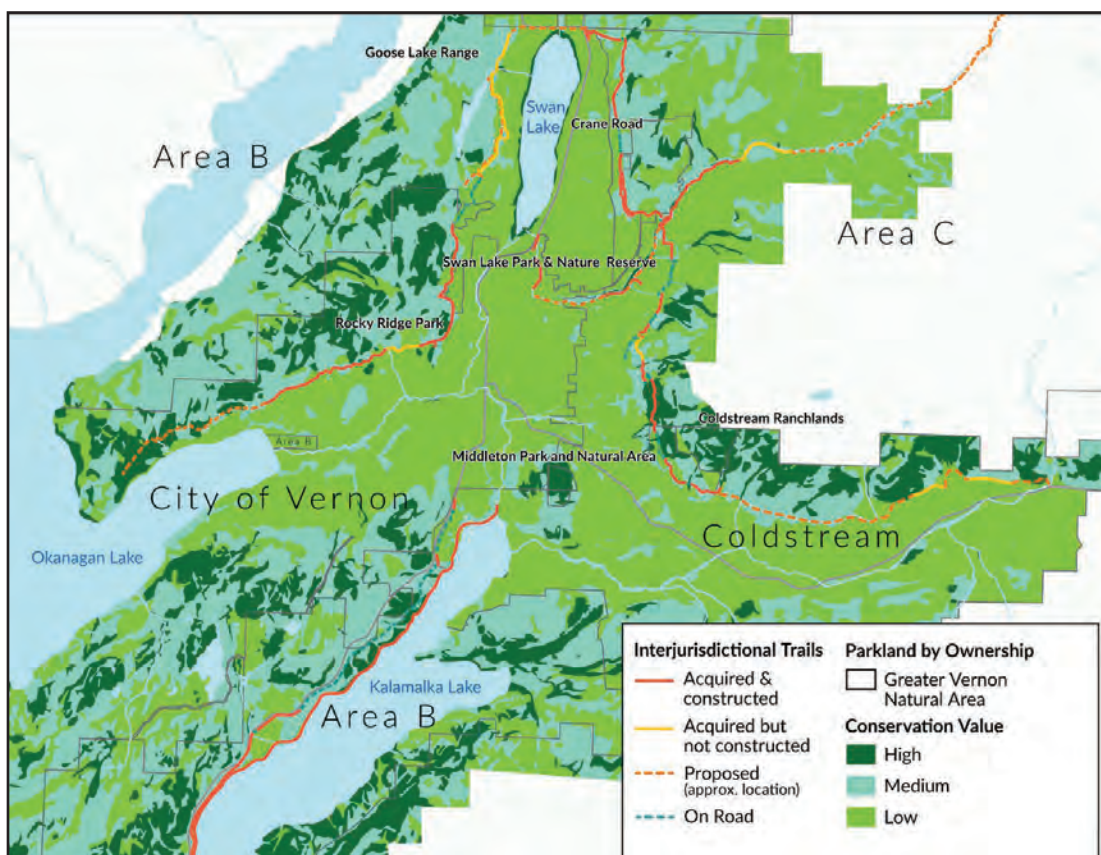 Goose Lake Range
Swan
Lake
Crane Road
Area B
Area C
Swan Lake Park & Nature Reserve
Rocky Ridge Park
Coldstream Ranchlands
Area B
Middleton Park and Natural Area
City of Vernon
Coldstream
Okanagan Lake
Kalamalka Lake
Area B
Interjurisdictional Trails
Acquired &
constructed
Acquired but
not constructed
Proposed
(approx. location)
On Road
Parkland by Ownership
Greater Vernon
Natural Area
Conservation Value
High
Medium
Low